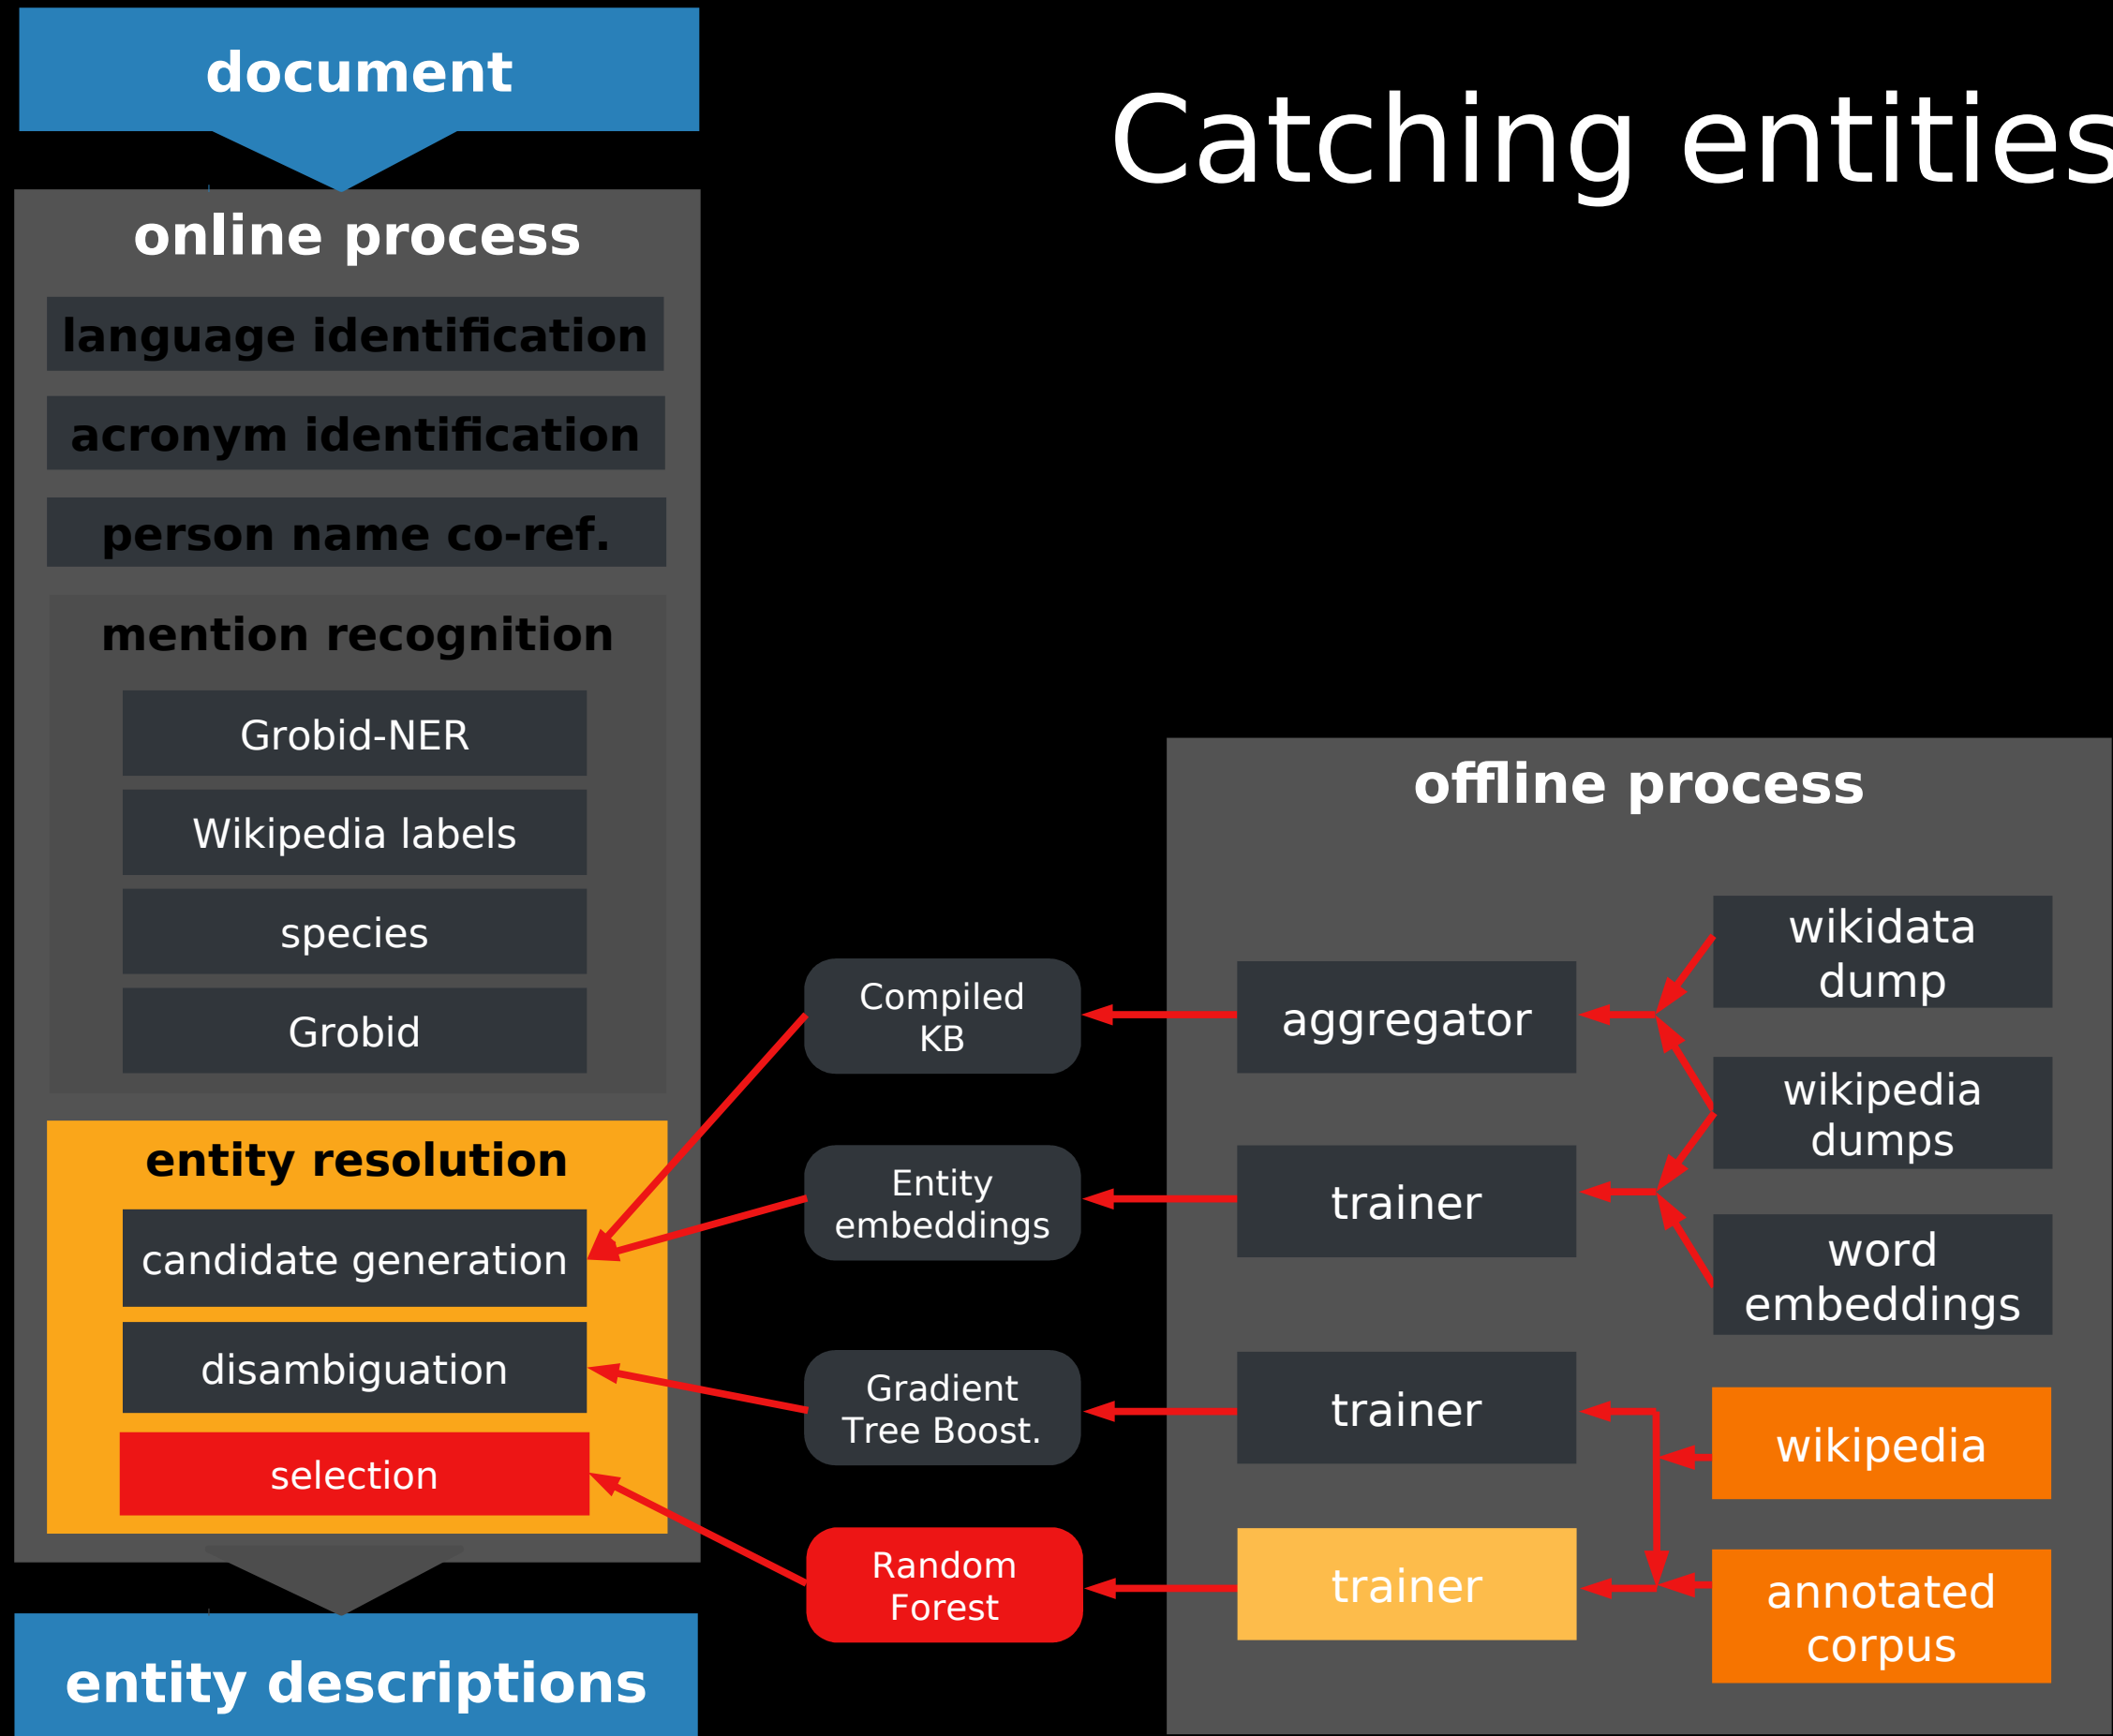 document
Catching entities
online process
language identification
acronym identification
person name co-ref.
mention recognition
Grobid-NER
Wikipedia labels
species
Grobid
entity resolution
candidate generation
disambiguation
selection
entity descriptions
Compiled
KB
Entity
embeddings
Gradient
Tree Boost.
Random
Forest
offline process
aggregator
trainer
trainer
trainer
wikidata
dump
wikipedia
dumps
word
embeddings
wikipedia
annotated
corpus